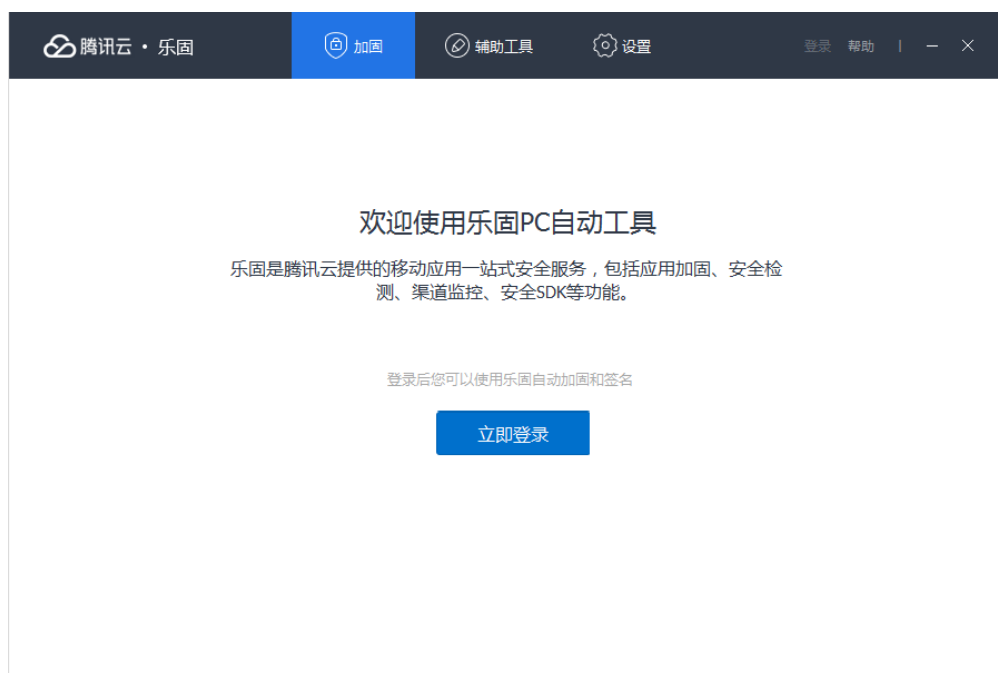 腾讯云·乐固 加固 辅助工具 设置 登录 帮助
欢迎使用乐固PC自动工具
乐固是腾讯云提供的移动应用一站式安全服务，包括应用加固、安全检
测、渠道监控、安全SDK等功能。
登录后您可以使用乐固自动加固和签名
立即登录